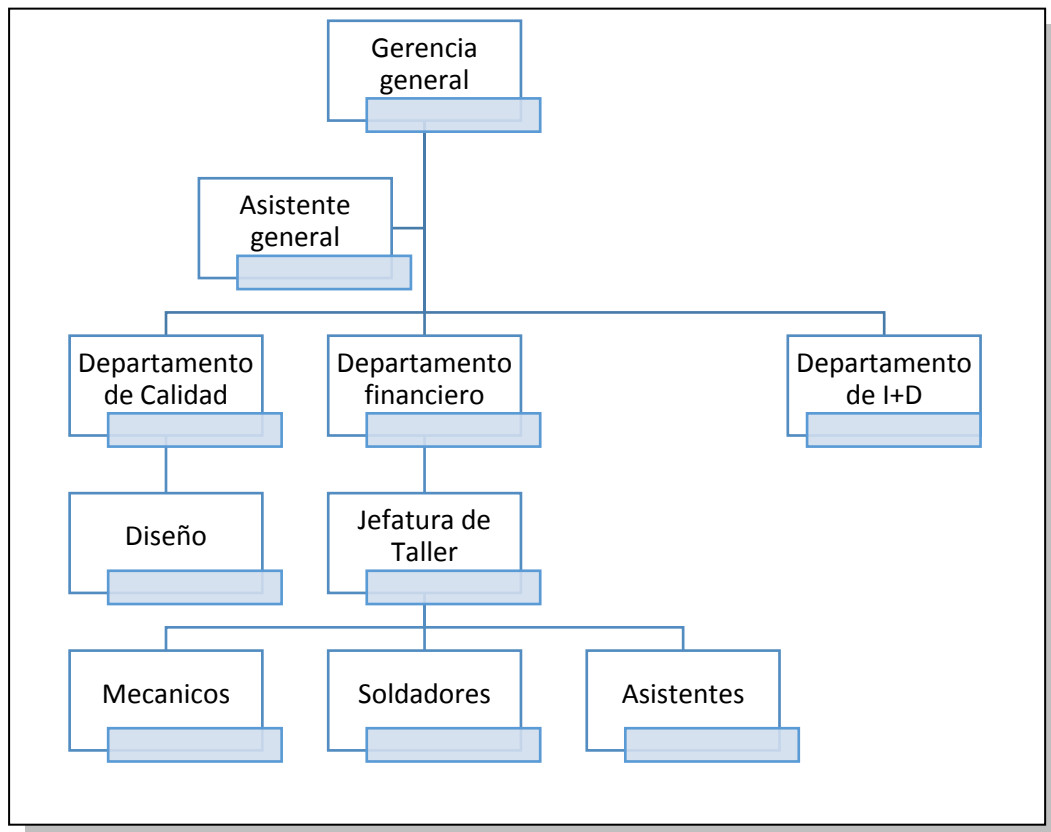 Gerencia
general
Asistente
general
Departamento
de Calidad
Departamento
financiero
Departamento
de I+D
Diseño
Jefatura de
Taller
Mecanicos
Soldadores
Asistentes